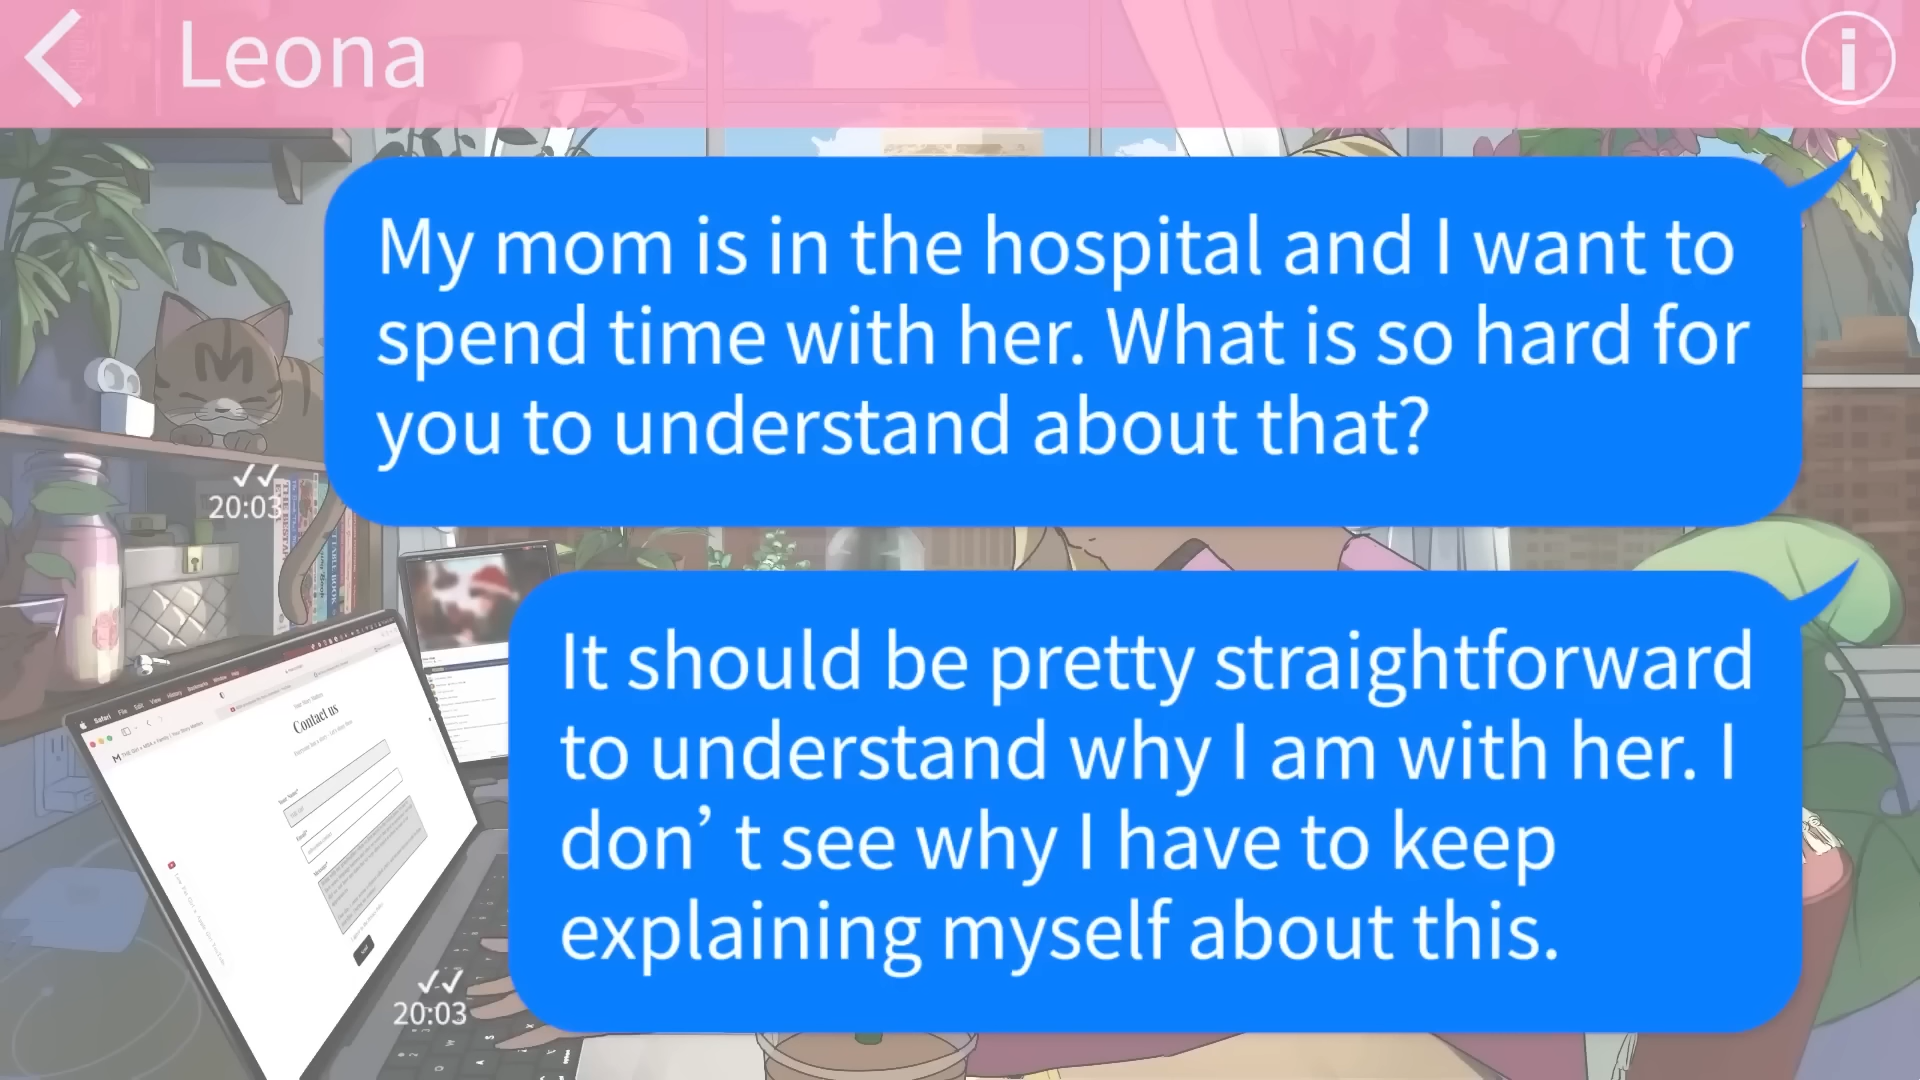 Leona
My mom is in the hospital and I want to
spend time with her. What is so hard for
you to understand about that?
20:03
It should be pretty straightforward
to understand why I am with her. I
don’t see why I have to keep
explaining myself about this.
20:03
Contact us